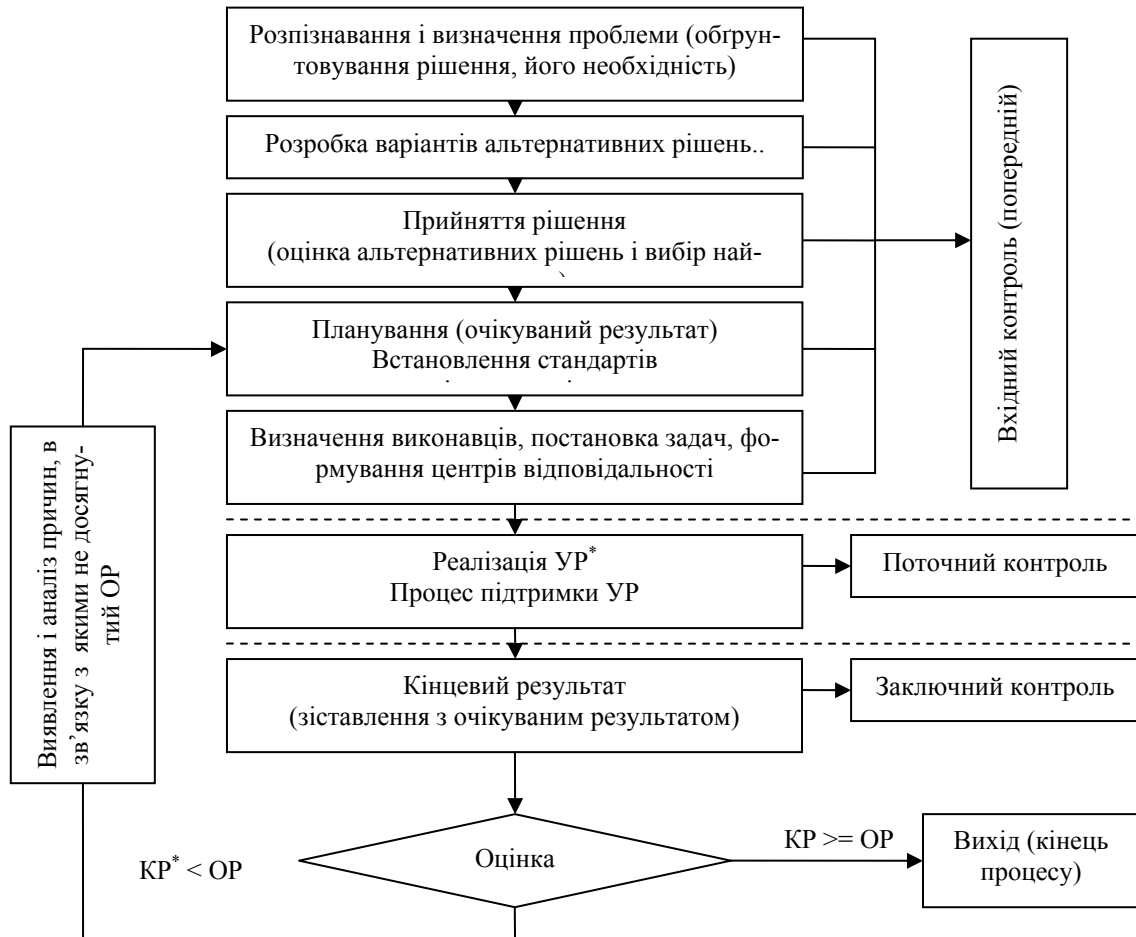 Розпізнавання і визначення проблеми (обґрун-
товування рішення, його необхідність)
Розробка варіантів альтернативних рішень..
Прийняття рішення
(оцінка альтернативних рішень і вибір най-
Планування (очікуваний результат)
Встановлення стандартів
Визначення виконавців, постановка задач, фо-
рмування центрів відповідальності
Вхідний контроль (попередній)
Виявлення і аналіз причин, в
зв’язку з якими не досягну-
тий ОР
Реалізація УР*
Процес підтримки УР
Поточний контроль
Кінцевий результат
(зіставлення з очікуваним результатом)
Заключний контроль
КР* < ОР
Оцінка
КР >= ОР
Вихід (кінець
процесу)